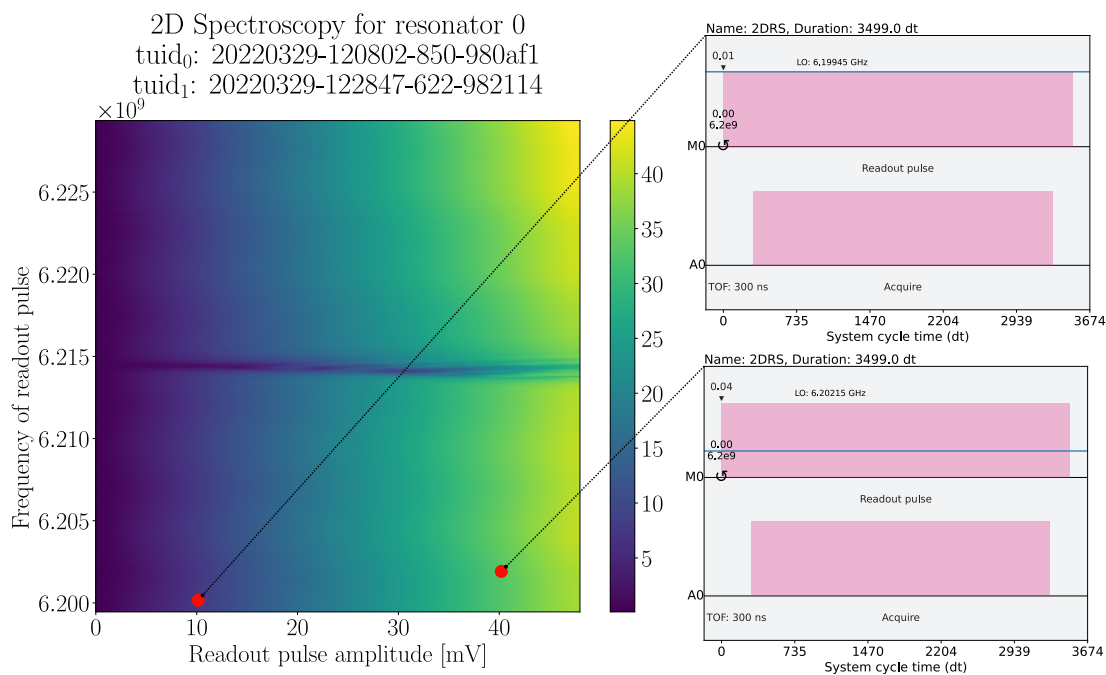 2D Spectroscopy for resonator 0
tuid0: 20220329-120802-850-980af1
tuid1: 20220329-122847-622-982114
×10^9
6.225
6.220
6.215
6.210
6.205
6.200
Frequency of readout pulse
0
10
20
30
40
Readout pulse amplitude [mV]
40
35
30
25
20
15
10
5
Name: 2DRS, Duration: 3499.0 dt
0.01
LO: 6.19945 GHz
0.00
6.2e9
M0
Readout pulse
A0
TOF: 300 ns
Acquire
0
735
1470
2204
2939
3674
System cycle time (dt)
Name: 2DRS, Duration: 3499.0 dt
0.04
LO: 6.20215 GHz
0.00
6.2e9
M0
Readout pulse
A0
TOF: 300 ns
Acquire
0
735
1470
2204
2939
3674
System cycle time (dt)